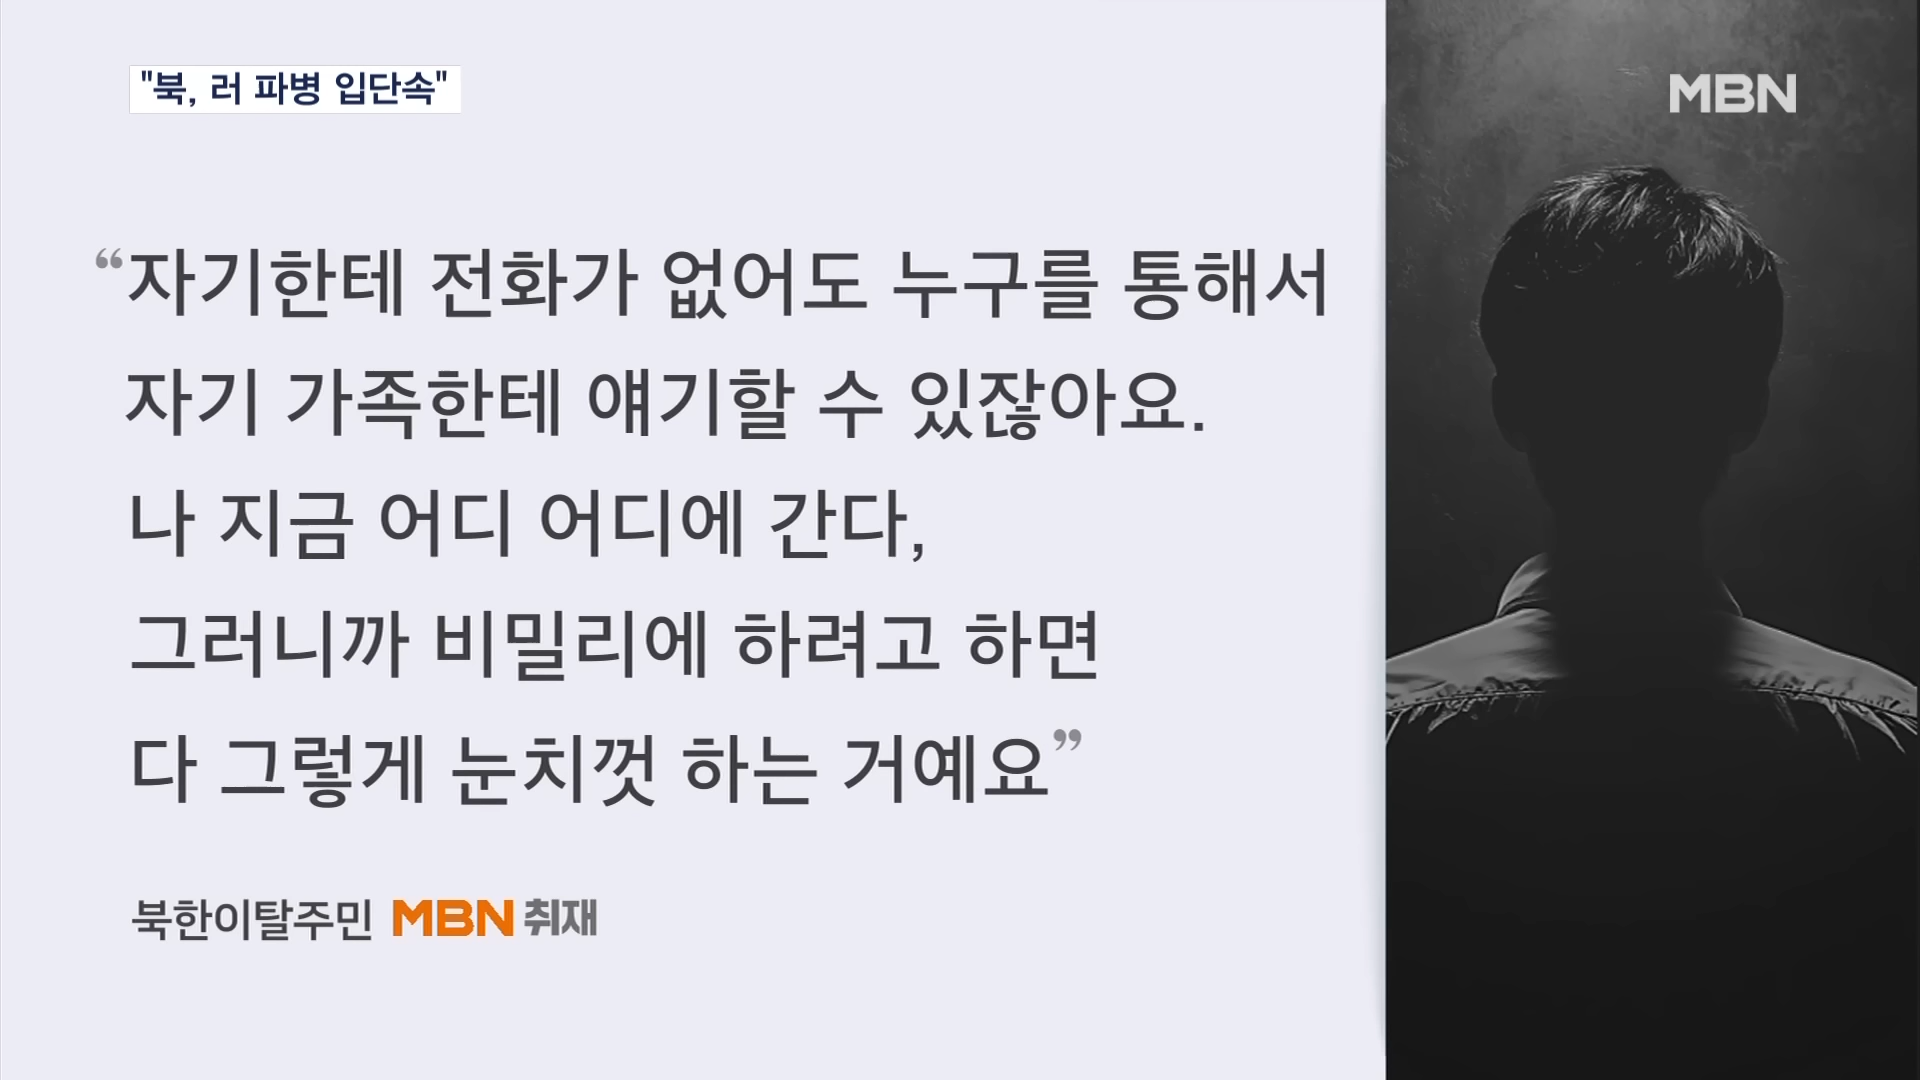 "북, 러 파병 입단속"
MBN
“자기한테 전화가 없어도 누구를 통해서
자기 가족한테 얘기할 수 있잖아요.
나 지금 어디 어디에 간다,
그러니까 비밀리에 하려고 하면
다 그렇게 눈치껏 하는 거예요”
북한이탈주민 MBN 취재